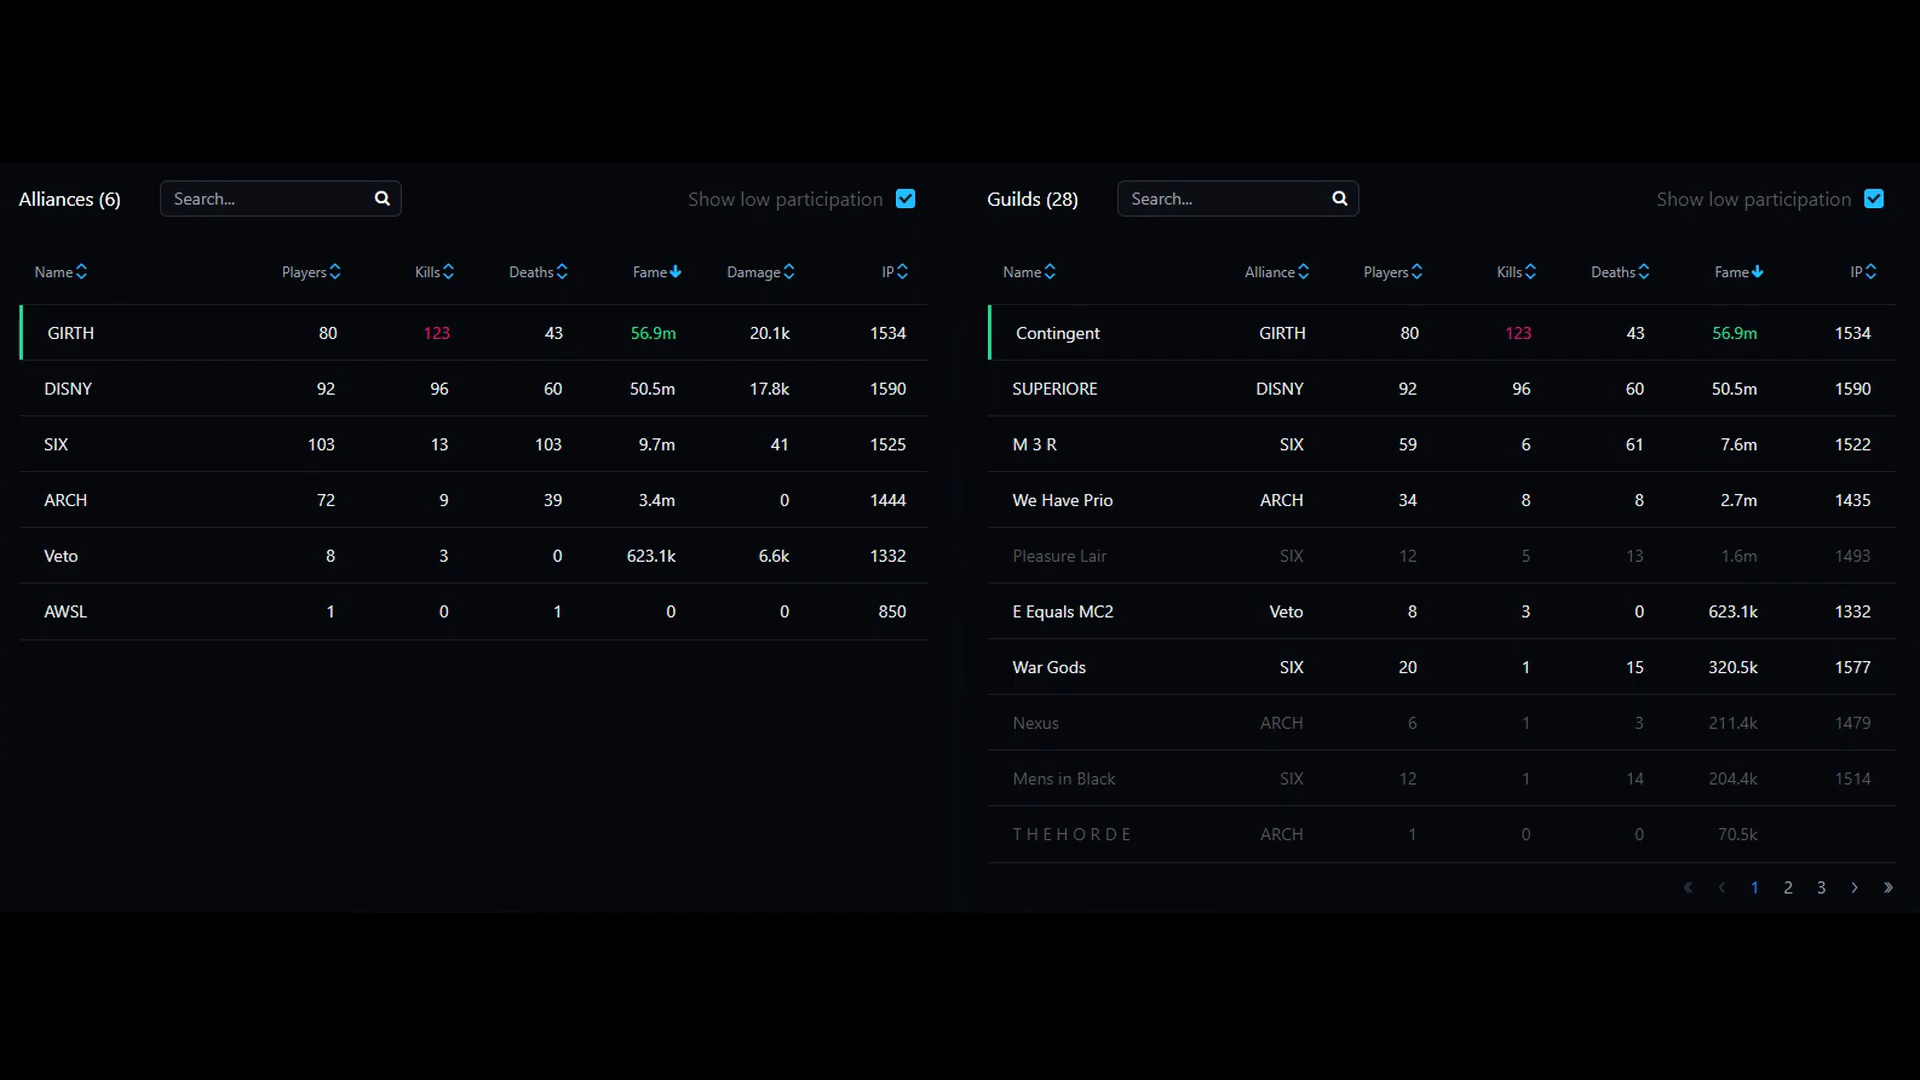 Alliances (6) Search... Show low participation
Name Players Kills Deaths Fame Damage IP
GIRTH 80 123 43 56.9m 20.1k 1534
DISNY 92 96 60 50.5m 17.8k 1590
SIX 103 13 103 9.7m 41 1525
ARCH 72 9 39 3.4m 0 1444
Veto 8 3 0 623.1k 6.6k 1332
AWSL 1 0 1 0 0 850
Guilds (28) Search... Show low participation
Name Alliance Players Kills Deaths Fame IP
Contingent GIRTH 80 123 43 56.9m 1534
SUPERIORE DISNY 92 96 60 50.5m 1590
M 3 R SIX 59 6 61 7.6m 1522
We Have Prio ARCH 34 8 8 2.7m 1435
Pleasure Lair SIX 12 5 13 1.6m 1493
E Equals MC2 Veto 8 3 0 623.1k 1332
War Gods SIX 20 1 15 320.5k 1577
Nexus ARCH 6 1 3 211.4k 1479
Mens in Black SIX 12 1 14 204.4k 1514
T H E H O R D E ARCH 1 0 0 70.5k
« ‹ 1 2 3 › »